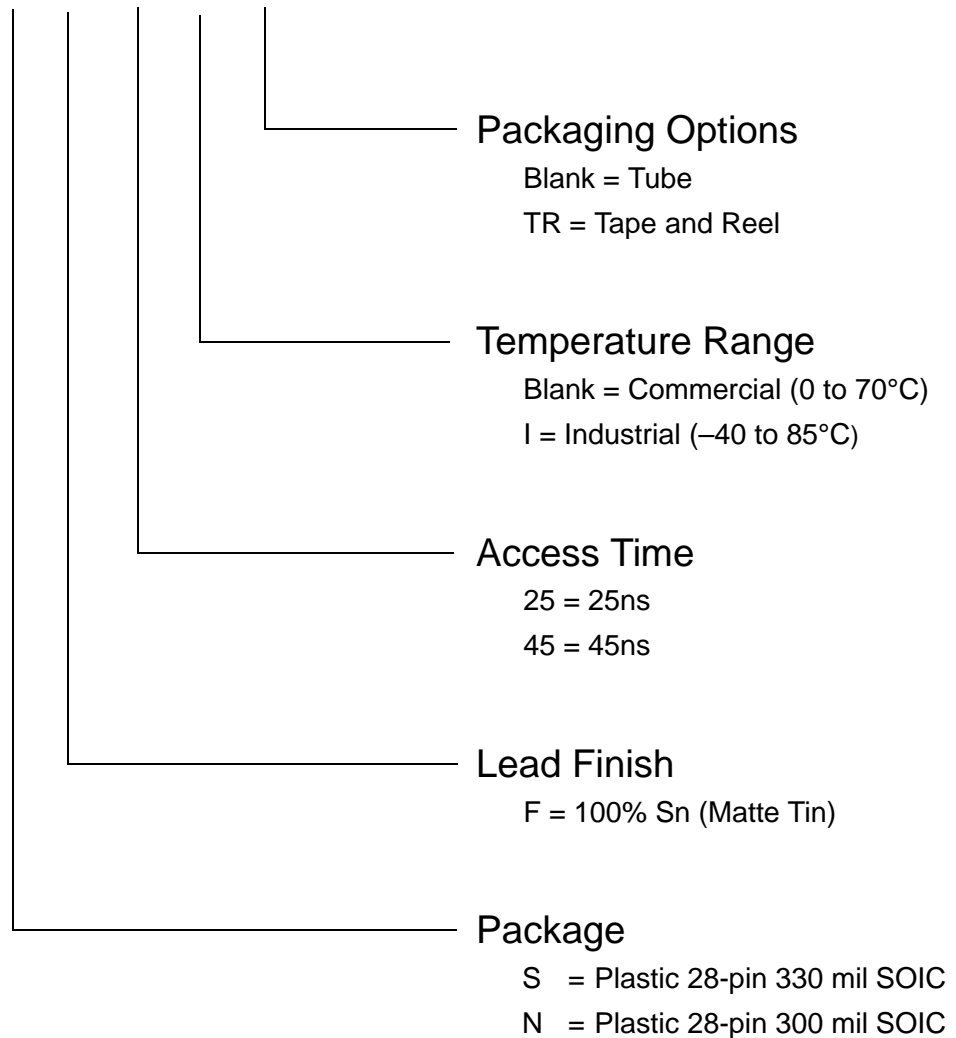 Packaging Options
Blank = Tube
TR = Tape and Reel
Temperature Range
Blank = Commercial (0 to 70°C)
I = Industrial (–40 to 85°C)
Access Time
25 = 25ns
45 = 45ns
Lead Finish
F = 100% Sn (Matte Tin)
Package
S = Plastic 28-pin 330 mil SOIC
N = Plastic 28-pin 300 mil SOIC